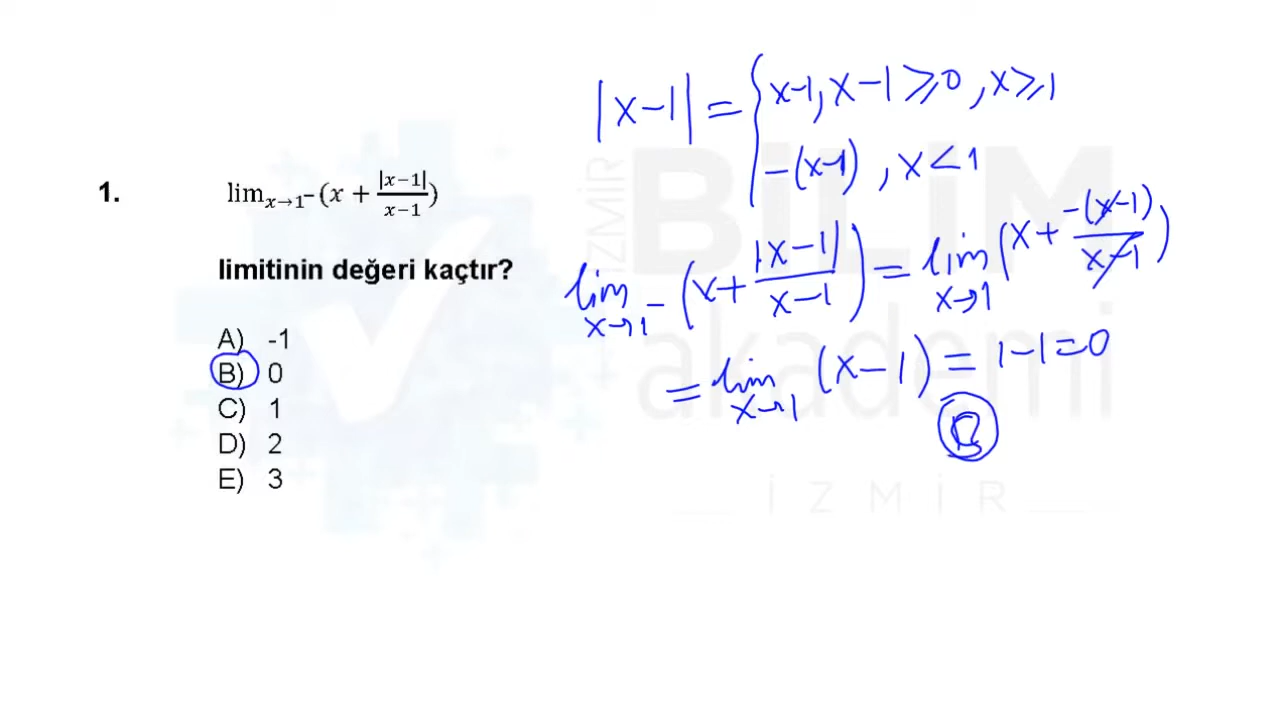 1. lim_{x→1⁻}(x + |x−1|/(x−1))
limitinin değeri kaçtır?
A) -1
B) 0
C) 1
D) 2
E) 3
|x−1| = { x−1, x−1 ⩾ 0, x ⩾ 1
−(x−1), x < 1
lim_{x→1⁻} (x + |x−1|/(x−1)) = lim_{x→1} (x + −(x−1)/(x−1))
= lim_{x→1} (x−1) = 1−1=0
B
İZMİR
BİLİM
akademi
İZMİR